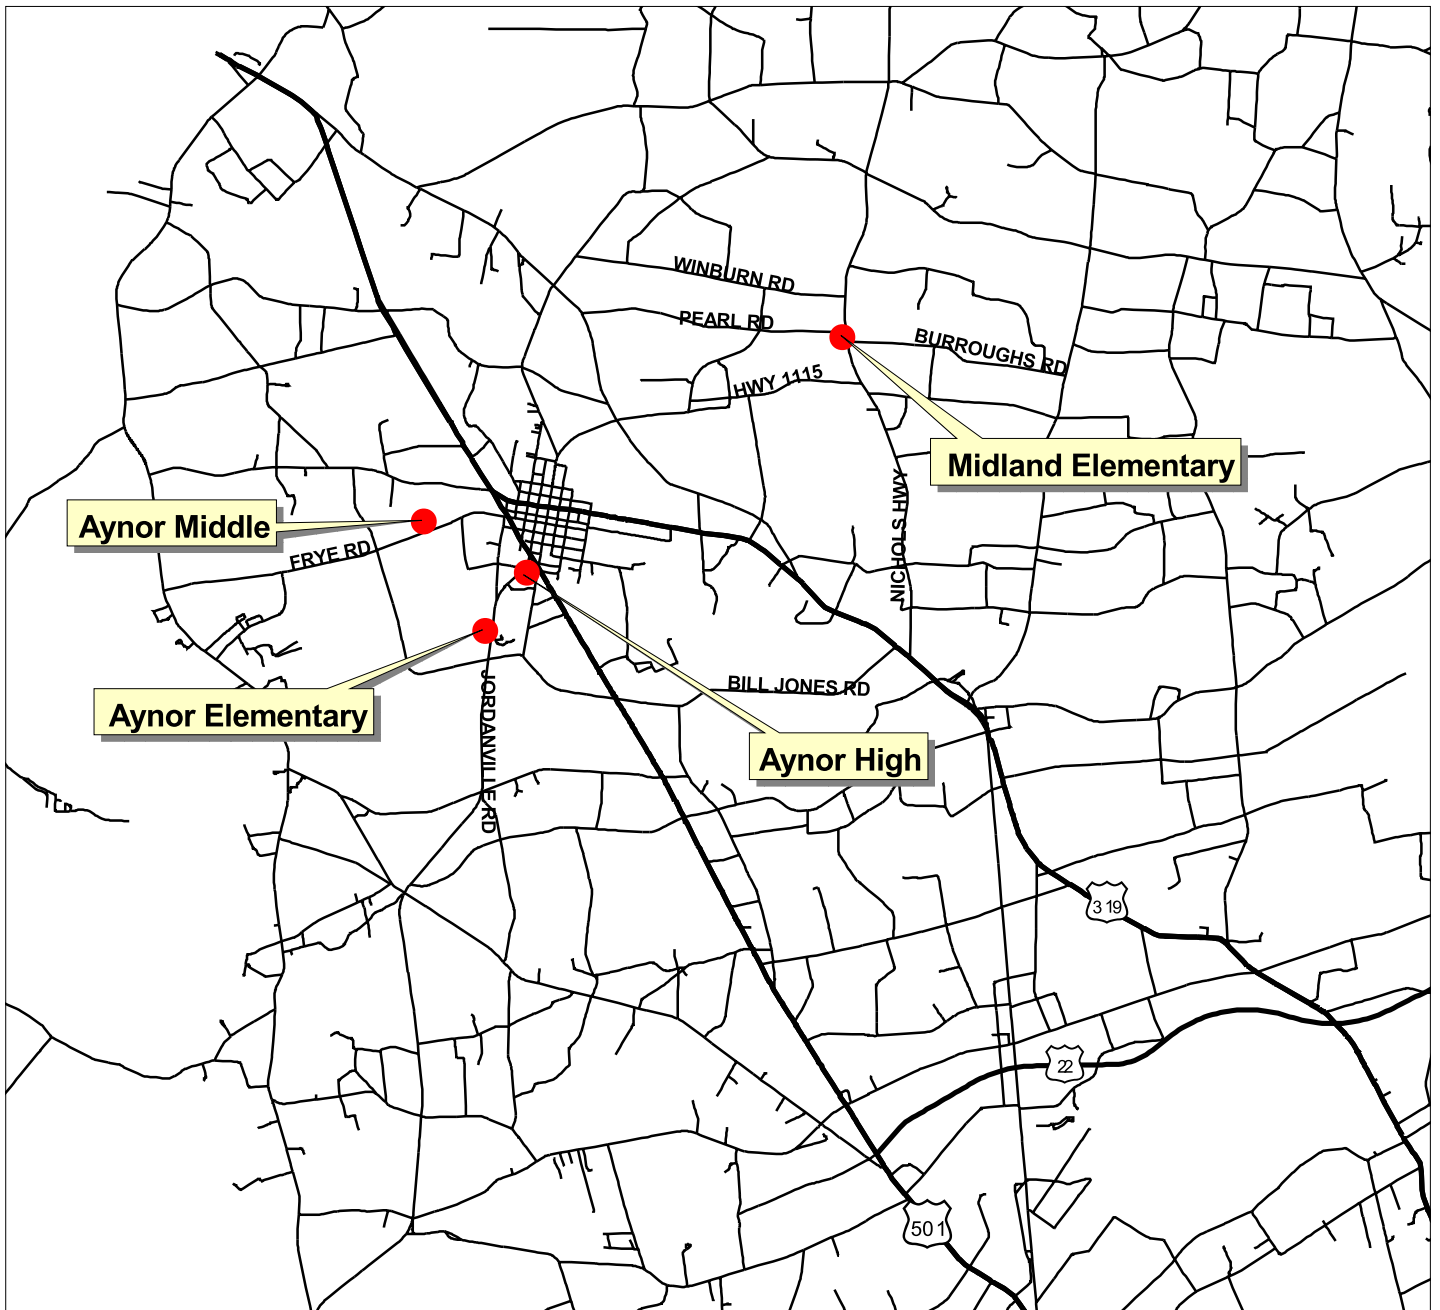 WINBURN RD
PEARL RD
BURROUGHS RD
HWY 1115
Midland Elementary
NICHOLS HWY
Aynor Middle
FRYE RD
BILL JONES RD
JORDANVILLE RD
Aynor Elementary
Aynor High
319
22
501